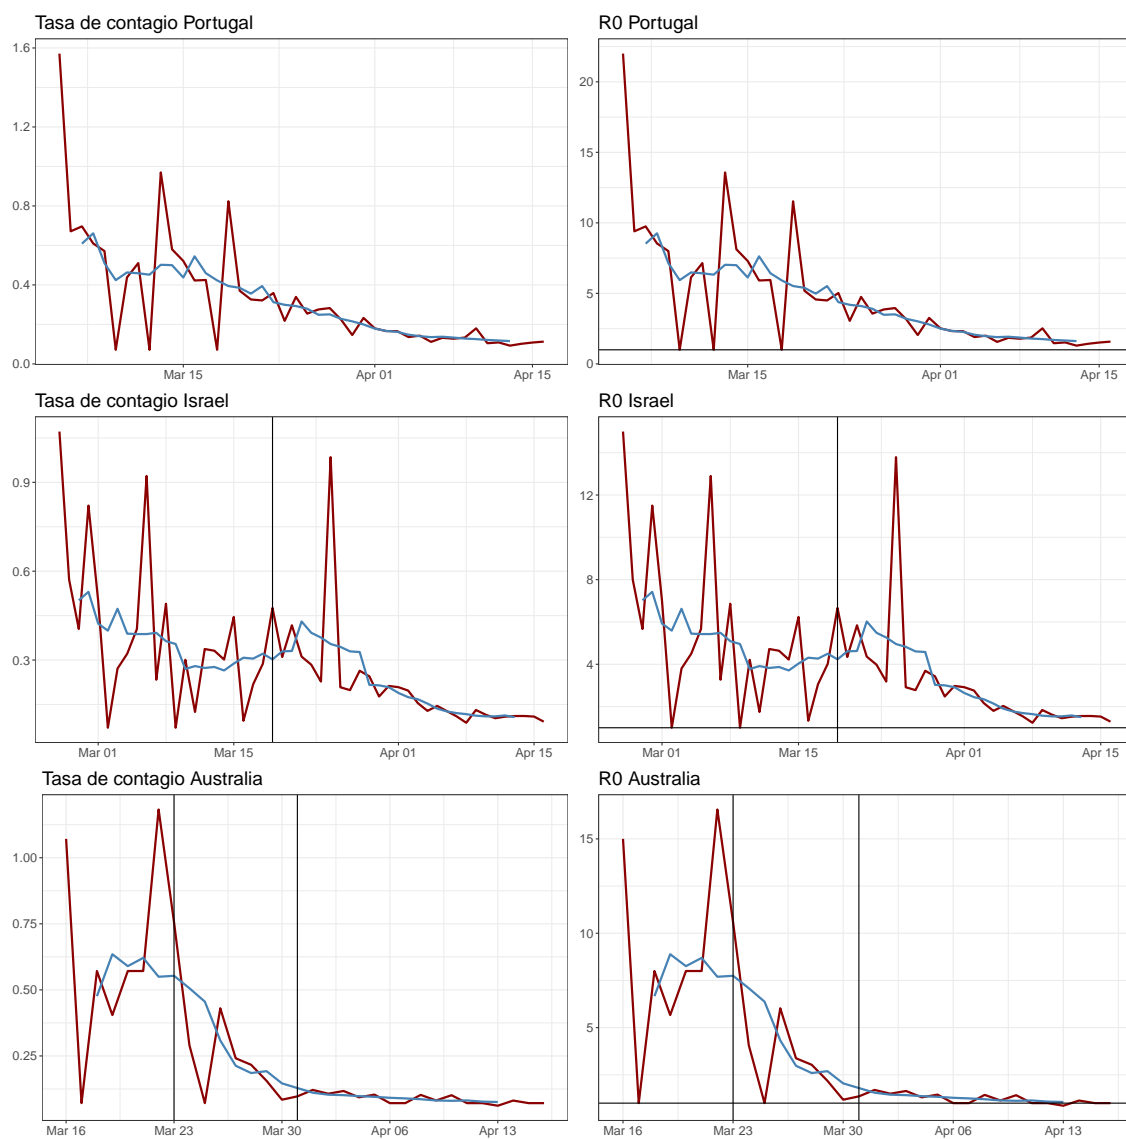 Tasa de contagio Portugal
1.6
1.2
0.8
0.4
0.0
Mar 15 Apr 01 Apr 15
R0 Portugal
20
15
10
5
0
Mar 15 Apr 01 Apr 15
Tasa de contagio Israel
0.9
0.6
0.3
Mar 01 Mar 15 Apr 01 Apr 15
R0 Israel
12
8
4
Mar 01 Mar 15 Apr 01 Apr 15
Tasa de contagio Australia
1.00
0.75
0.50
0.25
Mar 16 Mar 23 Mar 30 Apr 06 Apr 13
R0 Australia
15
10
5
Mar 16 Mar 23 Mar 30 Apr 06 Apr 13